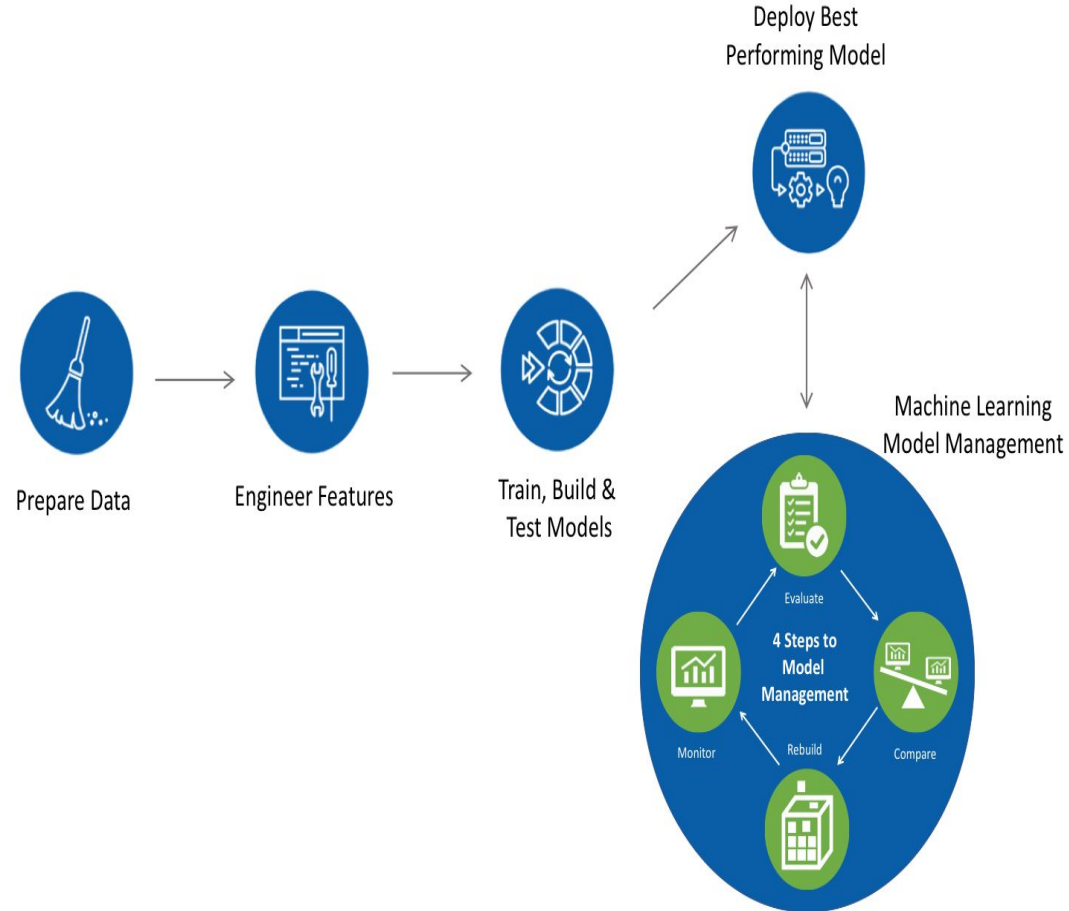 Deploy Best
Performing Model
Prepare Data
Engineer Features
Train, Build &
Test Models
Machine Learning
Model Management
Evaluate
4 Steps to
Model
Management
Monitor
Rebuild
Compare